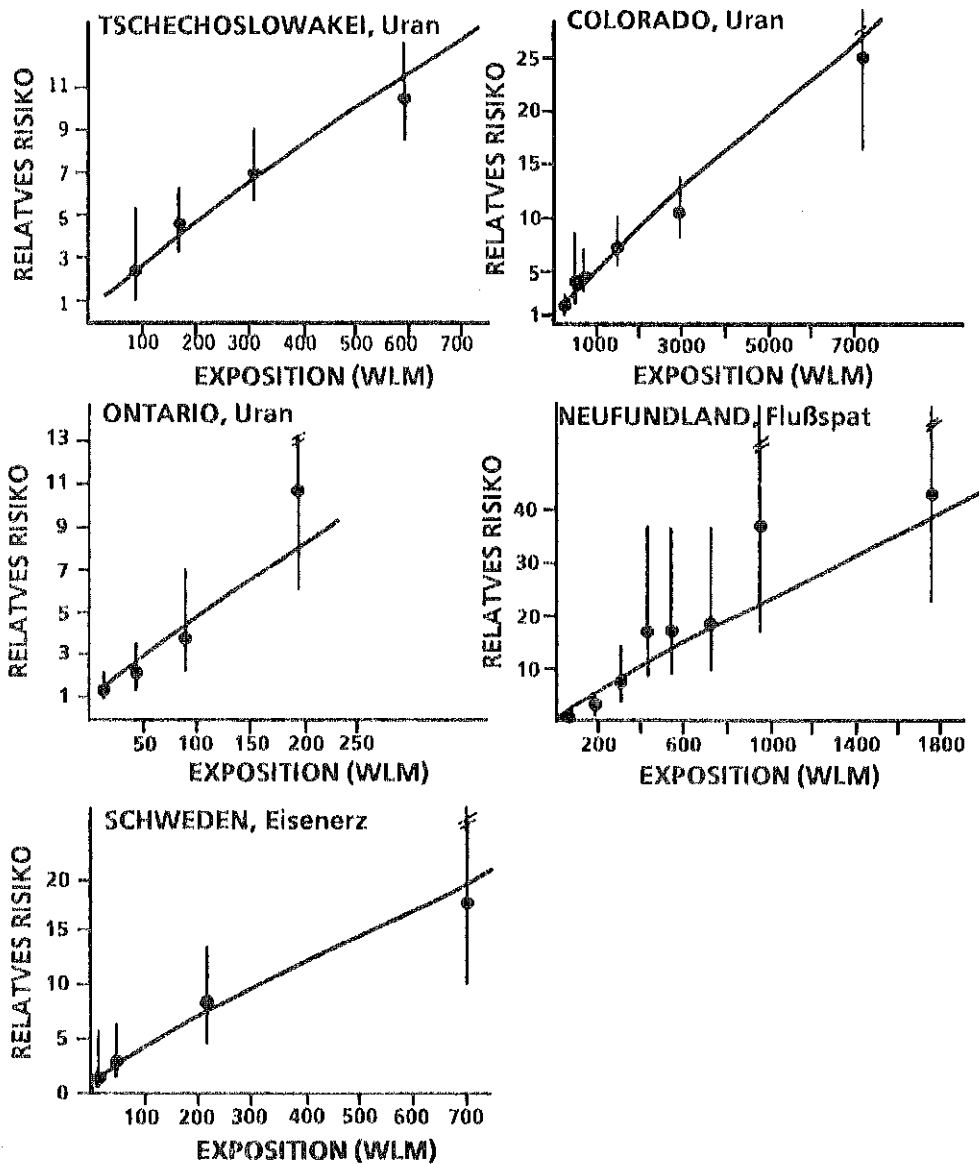 TSCHECHOSLOWAKEI, Uran
RELATVES RISIKO
11
9
7
5
3
1
100 200 300 400 500 600 700
EXPOSITION (WLM)
COLORADO, Uran
RELATVES RISIKO
25
20
15
10
5
1
1000 3000 5000 7000
EXPOSITION (WLM)
ONTARIO, Uran
RELATVES RISIKO
13
11
9
7
5
3
1
50 100 150 200 250
EXPOSITION (WLM)
NEUFUNDLAND, Flußspat
RELATVES RISIKO
40
30
20
10
200 600 1000 1400 1800
EXPOSITION (WLM)
SCHWEDEN, Eisenerz
RELATVES RISIKO
20
15
10
5
0
100 200 300 400 500 600 700
EXPOSITION (WLM)